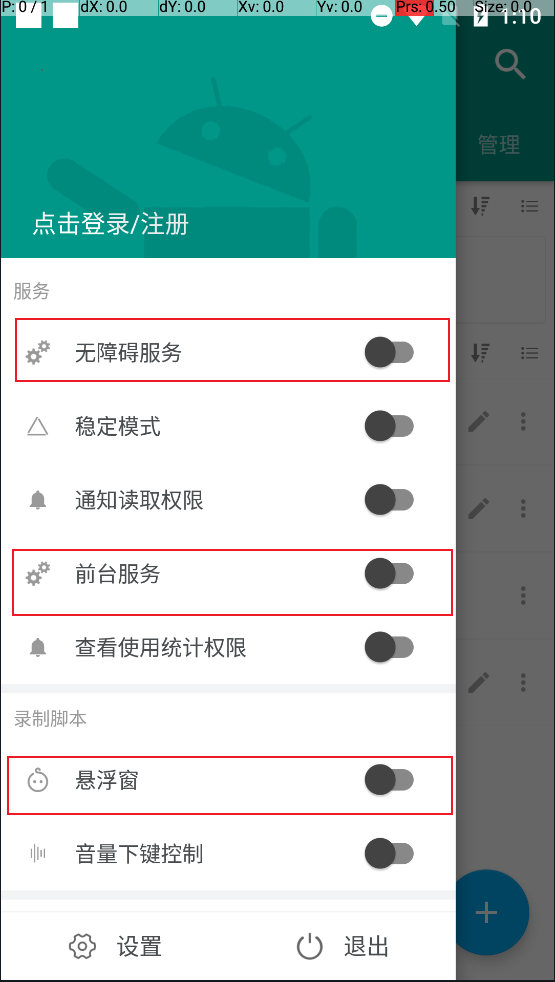 P: 0 / 1 dX: 0.0 dY: 0.0 Xv: 0.0 Yv: 0.0 Prs: 0.50 Size: 0.0
1:10
管理
点击登录/注册
服务
无障碍服务
稳定模式
通知读取权限
前台服务
查看使用统计权限
录制脚本
悬浮窗
音量下键控制
设置 退出